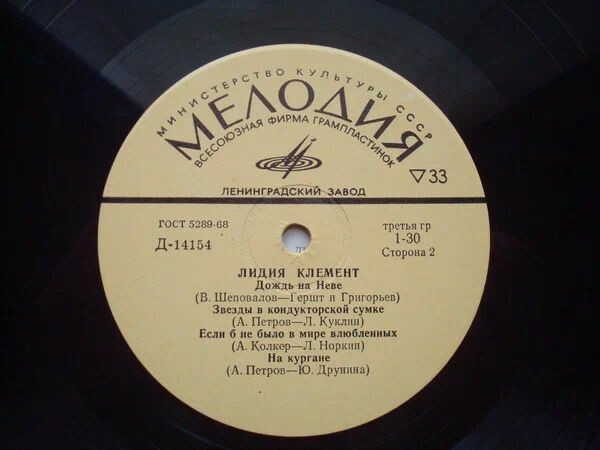 МИНИСТЕРСТВО КУЛЬТУРЫ СССР
МЕЛОДИЯ
ВСЕСОЮЗНАЯ ФИРМА ГРАМПЛАСТИНОК
▽33
ЛЕНИНГРАДСКИЙ ЗАВОД
ГОСТ 5289-68
Д-14154
третья гр
1-30
Сторона 2
ЛИДИЯ КЛЕМЕНТ
Дождь на Неве
(В. Шеповалов—Гершт и Григорьев)
Звезды в кондукторской сумке
(А. Петров—Л. Куклин)
Если б не было в мире влюбленных
(А. Колкер—Л. Норкин)
На кургане
(А. Петров—Ю. Друнина)